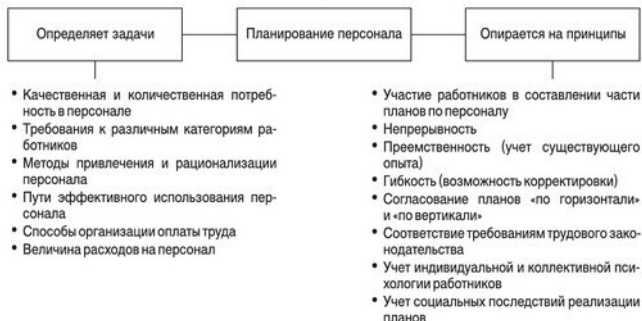 Определяет задачи
Планирование персонала
Опирается на принципы
• Качественная и количественная потреб-
ность в персонале
• Требования к различным категориям ра-
ботников
• Методы привлечения и рационализации
персонала
• Пути эффективного использования пер-
сонала
• Способы организации оплаты труда
• Величина расходов на персонал
• Участие работников в составлении части
планов по персоналу
• Непрерывность
• Преемственность (учет существующего
опыта)
• Гибкость (возможность корректировки)
• Согласование планов «по горизонтали»
и «по вертикали»
• Соответствие требованиям трудового зако-
нодательства
• Учет индивидуальной и коллективной пси-
хологии работников
• Учет социальных последствий реализации
планов